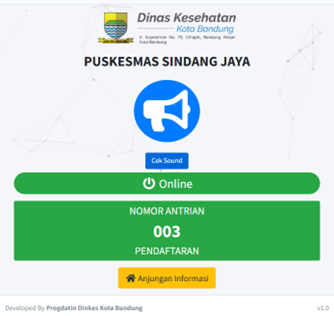 Dinas Kesehatan
Kota Bandung
Jl. Supratman No. 73, Cihapit, Bandung Wetan
Kota Bandung
PUSKESMAS SINDANG JAYA
Cek Sound
Online
NOMOR ANTRIAN
003
PENDAFTARAN
Anjungan Informasi
Developed By Progdatin Dinkes Kota Bandung
v1.0